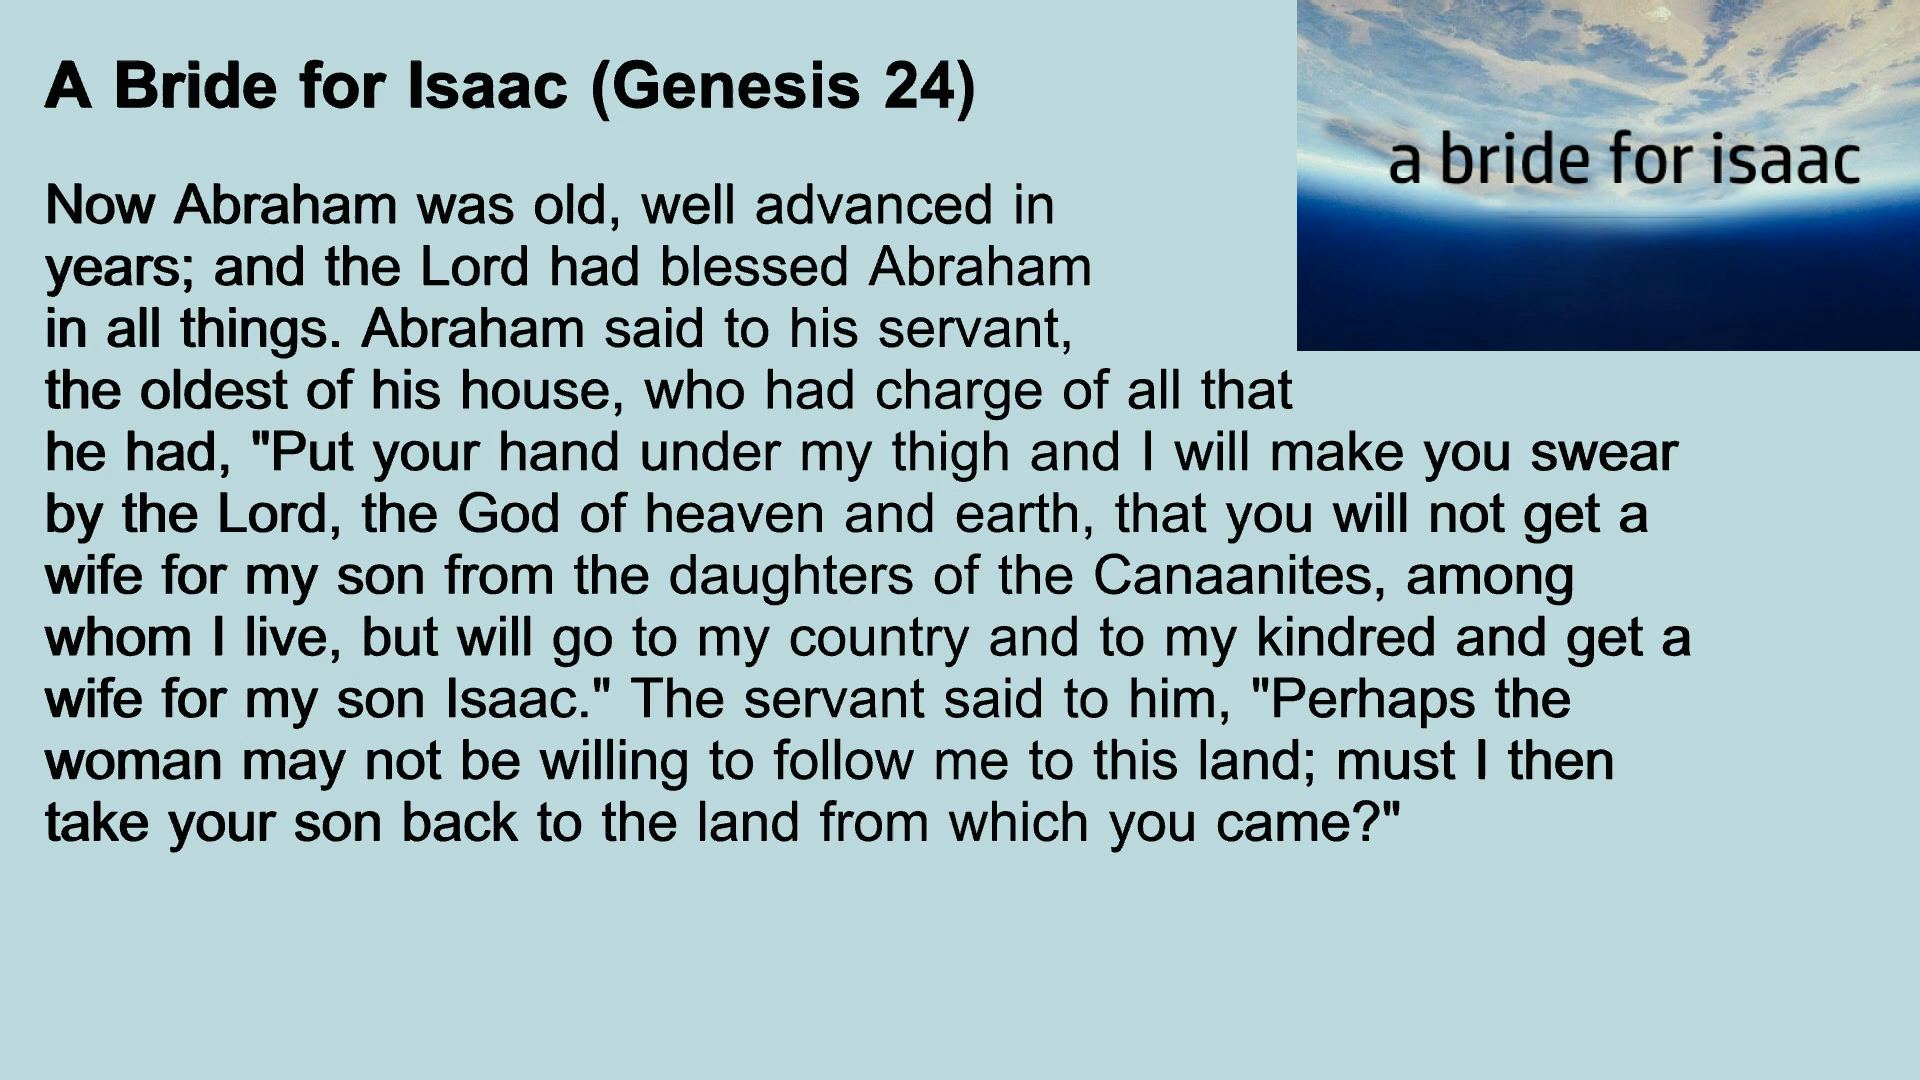 A Bride for Isaac (Genesis 24)
a bride for isaac
Now Abraham was old, well advanced in
years; and the Lord had blessed Abraham
in all things. Abraham said to his servant,
the oldest of his house, who had charge of all that
he had, "Put your hand under my thigh and I will make you swear
by the Lord, the God of heaven and earth, that you will not get a
wife for my son from the daughters of the Canaanites, among
whom I live, but will go to my country and to my kindred and get a
wife for my son Isaac." The servant said to him, "Perhaps the
woman may not be willing to follow me to this land; must I then
take your son back to the land from which you came?"